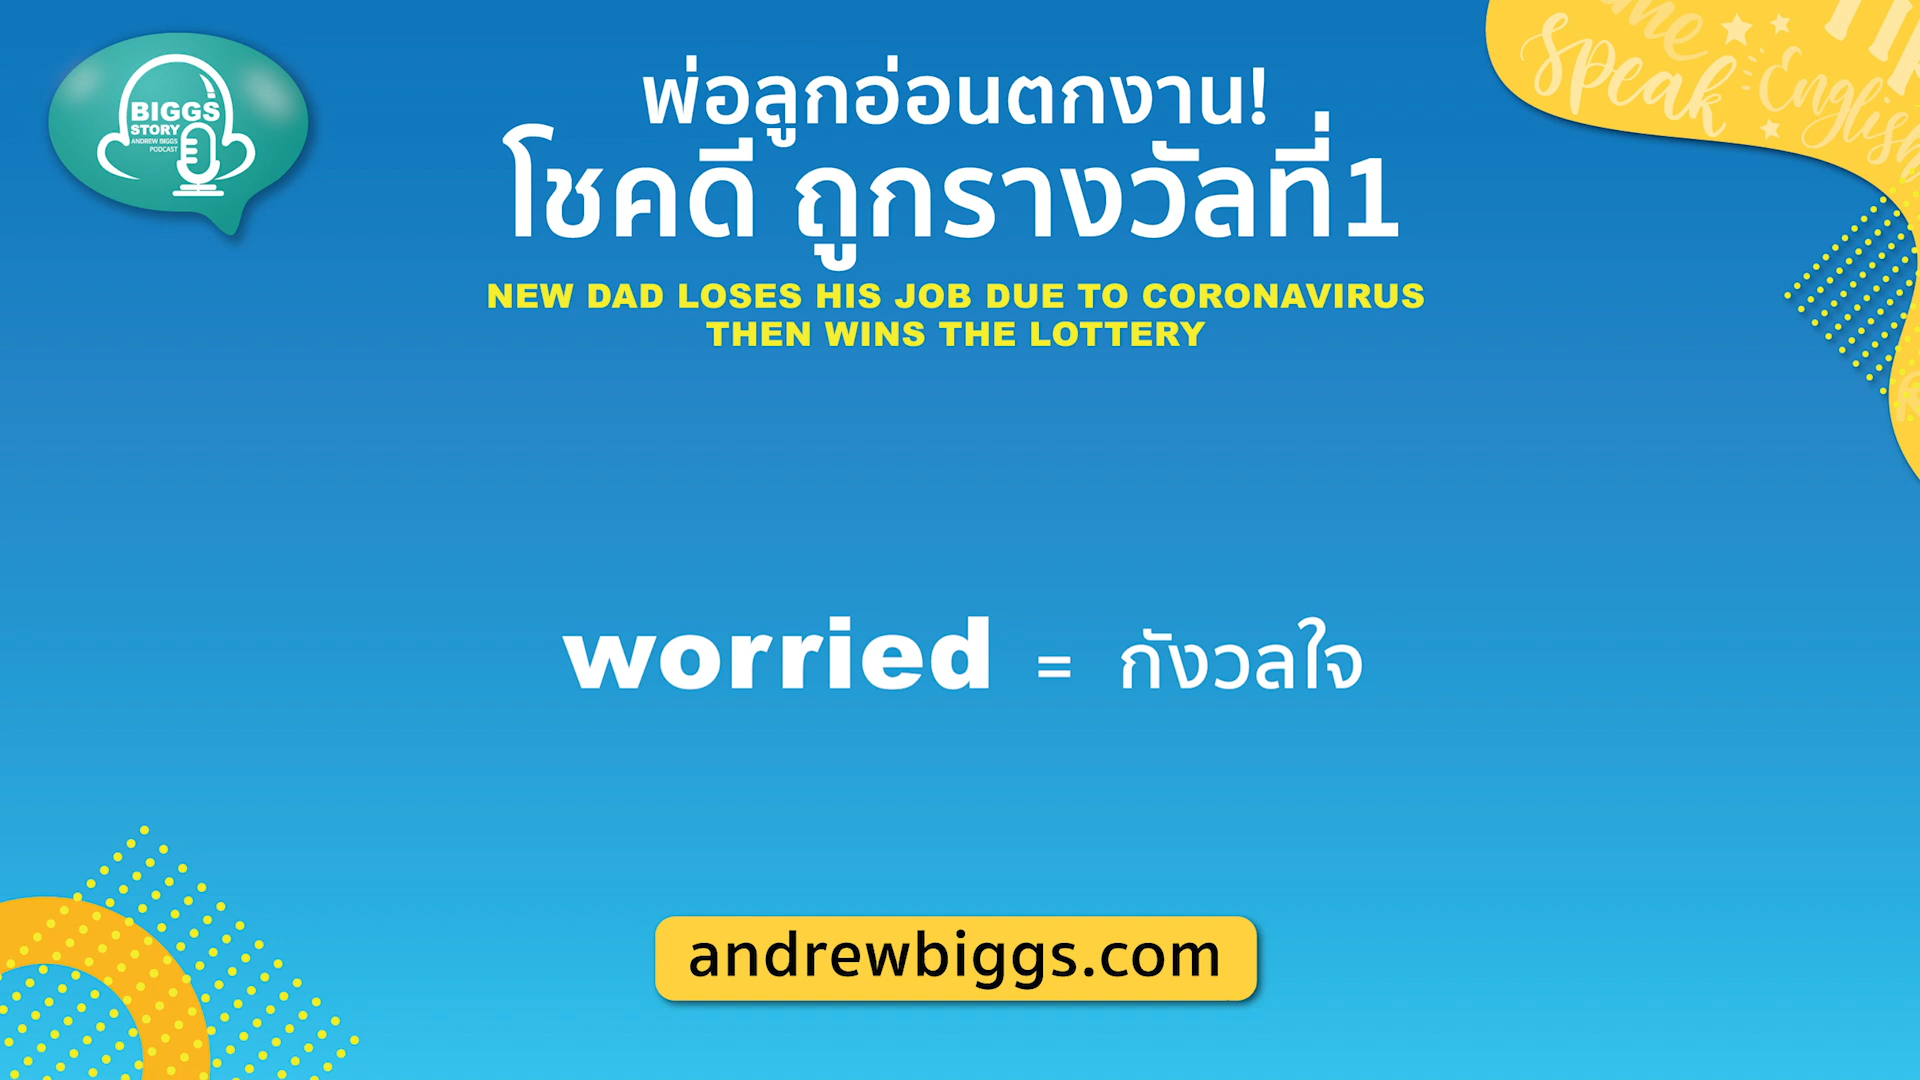 BIGGS
STORY
ANDREW BIGGS
PODCAST
พ่อลูกอ่อนตกงาน!
โชคดี ถูกรางวัลที่1
NEW DAD LOSES HIS JOB DUE TO CORONAVIRUS
THEN WINS THE LOTTERY
speak
English
worried = กังวลใจ
andrewbiggs.com